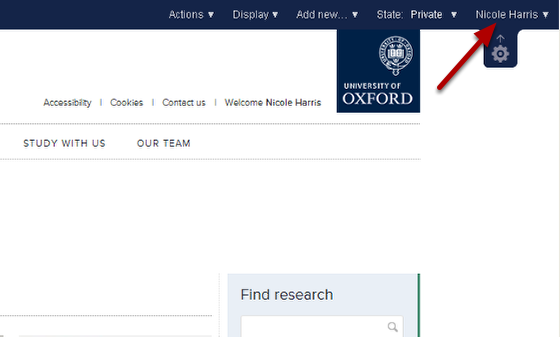 Actions ▼ Display ▼ Add new... ▼ State: Private ▼ Nicole Harris ▼
UNIVERSITY OF
OXFORD
Accessibility | Cookies | Contact us | Welcome Nicole Harris
STUDY WITH US OUR TEAM
Find research